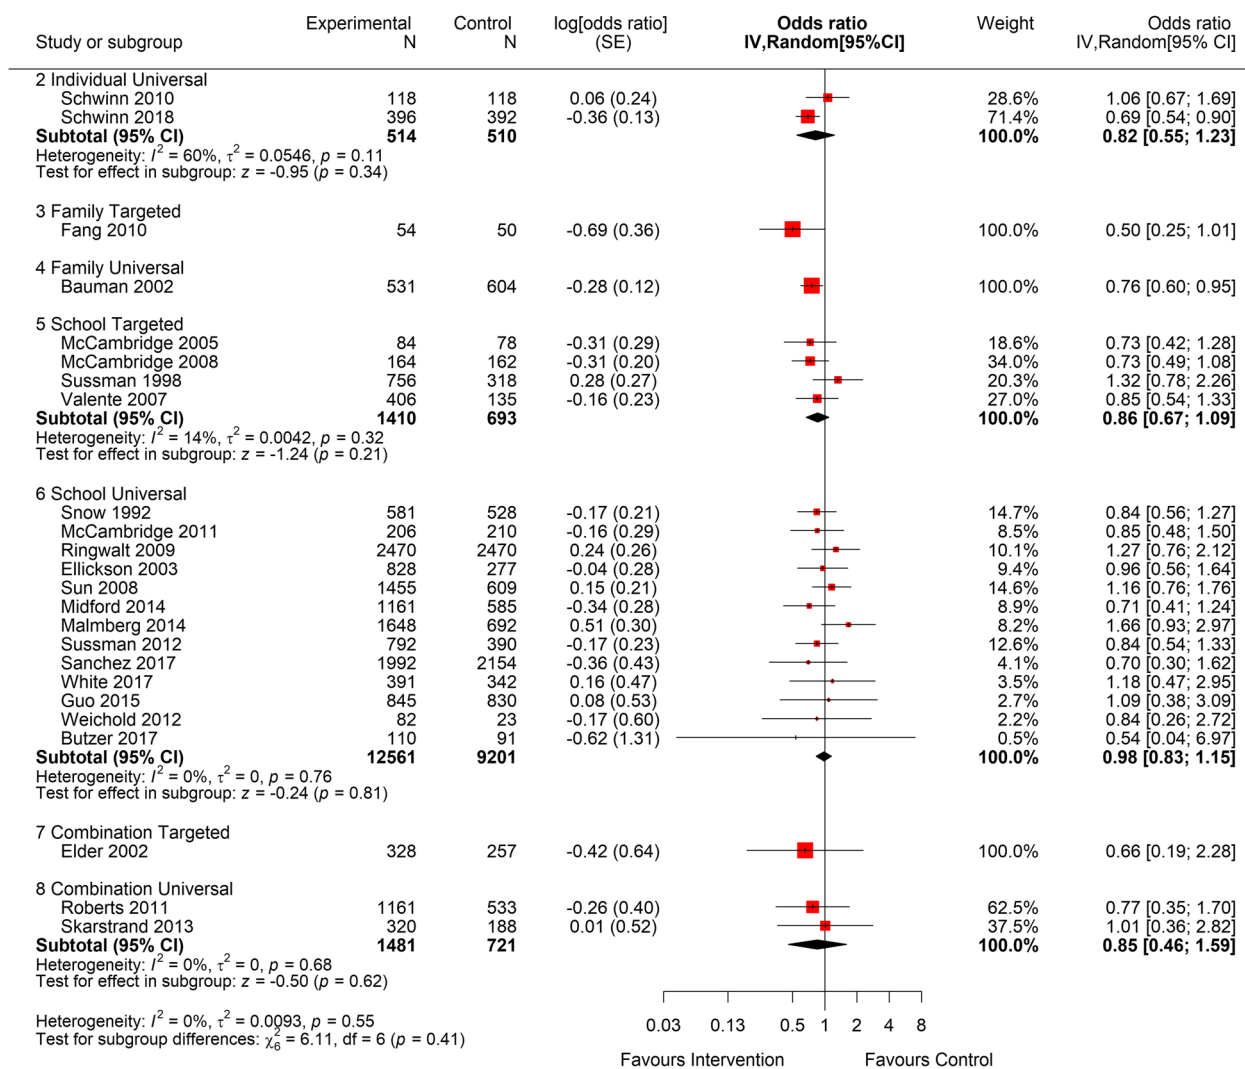 Experimental Control log[odds ratio] Odds ratio Weight Odds ratio
Study or subgroup N N (SE) IV,Random[95%CI] IV,Random[95% CI]
2 Individual Universal
Schwinn 2010 118 118 0.06 (0.24) 28.6% 1.06 [0.67; 1.69]
Schwinn 2018 396 392 -0.36 (0.13) 71.4% 0.69 [0.54; 0.90]
Subtotal (95% CI) 514 510 100.0% 0.82 [0.55; 1.23]
Heterogeneity: I² = 60%, τ² = 0.0546, p = 0.11
Test for effect in subgroup: z = -0.95 (p = 0.34)
3 Family Targeted
Fang 2010 54 50 -0.69 (0.36) 100.0% 0.50 [0.25; 1.01]
4 Family Universal
Bauman 2002 531 604 -0.28 (0.12) 100.0% 0.76 [0.60; 0.95]
5 School Targeted
McCambridge 2005 84 78 -0.31 (0.29) 18.6% 0.73 [0.42; 1.28]
McCambridge 2008 164 162 -0.31 (0.20) 34.0% 0.73 [0.49; 1.08]
Sussman 1998 756 318 0.28 (0.27) 20.3% 1.32 [0.78; 2.26]
Valente 2007 406 135 -0.16 (0.23) 27.0% 0.85 [0.54; 1.33]
Subtotal (95% CI) 1410 693 100.0% 0.86 [0.67; 1.09]
Heterogeneity: I² = 14%, τ² = 0.0042, p = 0.32
Test for effect in subgroup: z = -1.24 (p = 0.21)
6 School Universal
Snow 1992 581 528 -0.17 (0.21) 14.7% 0.84 [0.56; 1.27]
McCambridge 2011 206 210 -0.16 (0.29) 8.5% 0.85 [0.48; 1.50]
Ringwalt 2009 2470 2470 0.24 (0.26) 10.1% 1.27 [0.76; 2.12]
Ellickson 2003 828 277 -0.04 (0.28) 9.4% 0.96 [0.56; 1.64]
Sun 2008 1455 609 0.15 (0.21) 14.6% 1.16 [0.76; 1.76]
Midford 2014 1161 585 -0.34 (0.28) 8.9% 0.71 [0.41; 1.24]
Malmberg 2014 1648 692 0.51 (0.30) 8.2% 1.66 [0.93; 2.97]
Sussman 2012 792 390 -0.17 (0.23) 12.6% 0.84 [0.54; 1.33]
Sanchez 2017 1992 2154 -0.36 (0.43) 4.1% 0.70 [0.30; 1.62]
White 2017 391 342 0.16 (0.47) 3.5% 1.18 [0.47; 2.95]
Guo 2015 845 830 0.08 (0.53) 2.7% 1.09 [0.38; 3.09]
Weichold 2012 82 23 -0.17 (0.60) 2.2% 0.84 [0.26; 2.72]
Butzer 2017 110 91 -0.62 (1.31) 0.5% 0.54 [0.04; 6.97]
Subtotal (95% CI) 12561 9201 100.0% 0.98 [0.83; 1.15]
Heterogeneity: I² = 0%, τ² = 0, p = 0.76
Test for effect in subgroup: z = -0.24 (p = 0.81)
7 Combination Targeted
Elder 2002 328 257 -0.42 (0.64) 100.0% 0.66 [0.19; 2.28]
8 Combination Universal
Roberts 2011 1161 533 -0.26 (0.40) 62.5% 0.77 [0.35; 1.70]
Skarstrand 2013 320 188 0.01 (0.52) 37.5% 1.01 [0.36; 2.82]
Subtotal (95% CI) 1481 721 100.0% 0.85 [0.46; 1.59]
Heterogeneity: I² = 0%, τ² = 0, p = 0.68
Test for effect in subgroup: z = -0.50 (p = 0.62)
Heterogeneity: I² = 0%, τ² = 0.0093, p = 0.55
Test for subgroup differences: χ²₆ = 6.11, df = 6 (p = 0.41)
0.03 0.13 0.5 1 2 4 8
Favours Intervention Favours Control